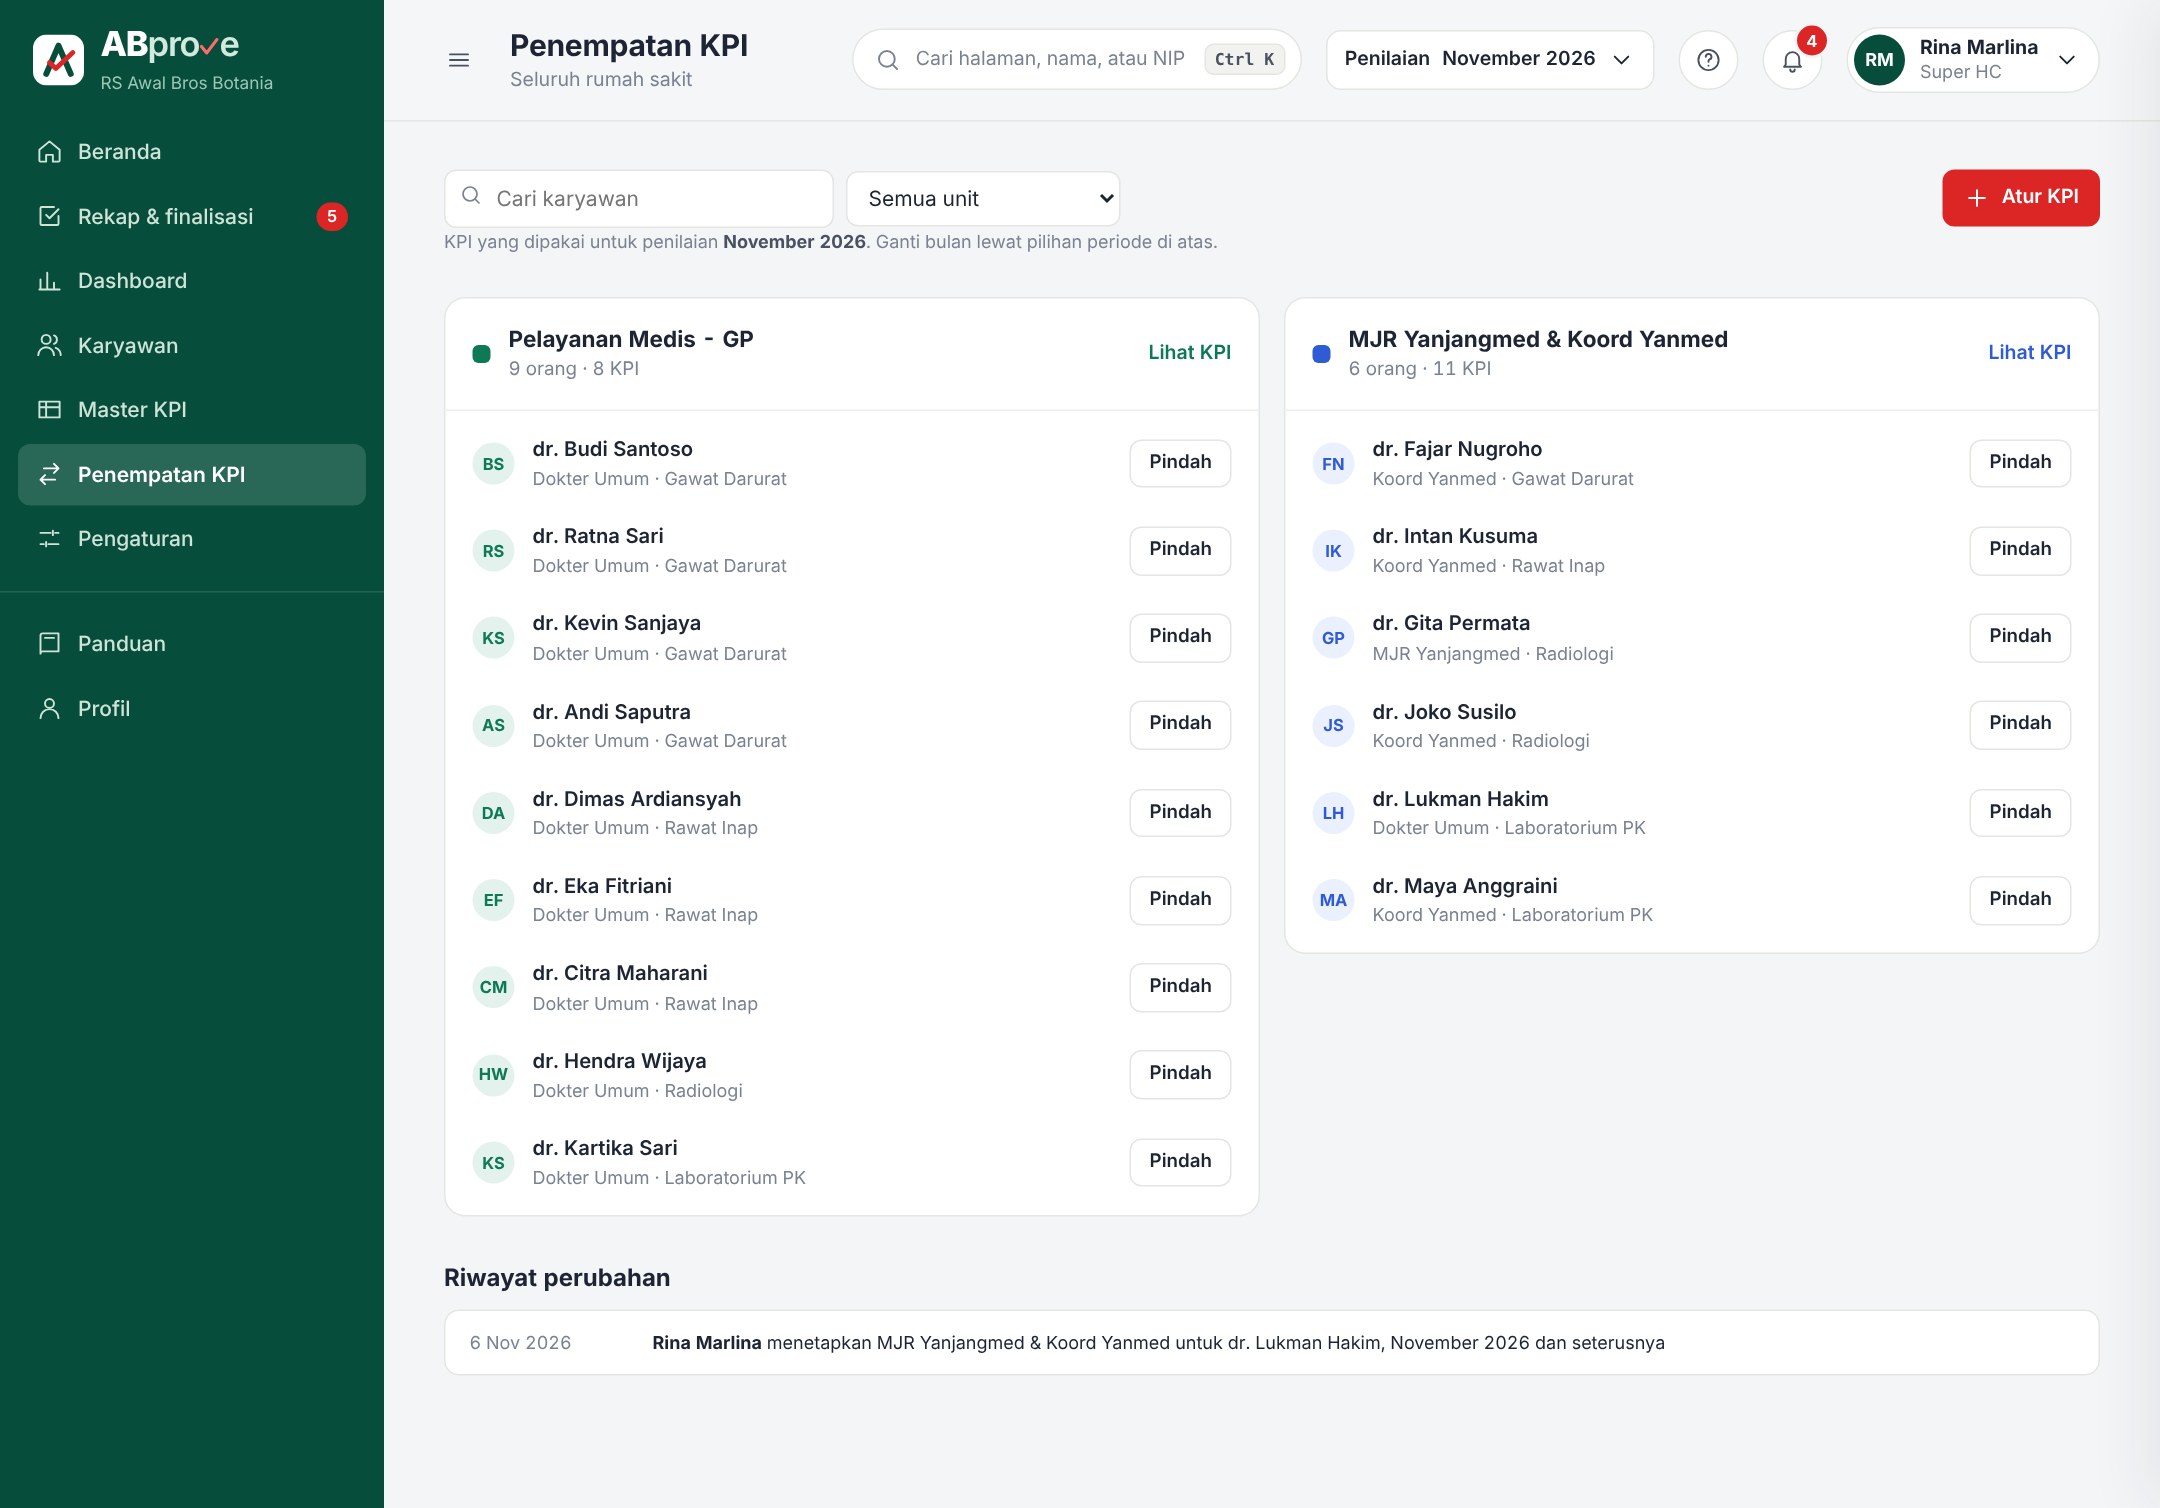 ABprove
RS Awal Bros Botania
Beranda
Rekap & finalisasi 5
Dashboard
Karyawan
Master KPI
Penempatan KPI
Pengaturan
Panduan
Profil
Penempatan KPI
Seluruh rumah sakit
Cari halaman, nama, atau NIP Ctrl K
Penilaian November 2026
4
RM
Rina Marlina
Super HC
Cari karyawan
Semua unit
Atur KPI
KPI yang dipakai untuk penilaian November 2026. Ganti bulan lewat pilihan periode di atas.
Pelayanan Medis - GP
9 orang · 8 KPI
Lihat KPI
BS
dr. Budi Santoso
Dokter Umum · Gawat Darurat
Pindah
RS
dr. Ratna Sari
Dokter Umum · Gawat Darurat
Pindah
KS
dr. Kevin Sanjaya
Dokter Umum · Gawat Darurat
Pindah
AS
dr. Andi Saputra
Dokter Umum · Gawat Darurat
Pindah
DA
dr. Dimas Ardiansyah
Dokter Umum · Rawat Inap
Pindah
EF
dr. Eka Fitriani
Dokter Umum · Rawat Inap
Pindah
CM
dr. Citra Maharani
Dokter Umum · Rawat Inap
Pindah
HW
dr. Hendra Wijaya
Dokter Umum · Radiologi
Pindah
KS
dr. Kartika Sari
Dokter Umum · Laboratorium PK
Pindah
MJR Yanjangmed & Koord Yanmed
6 orang · 11 KPI
Lihat KPI
FN
dr. Fajar Nugroho
Koord Yanmed · Gawat Darurat
Pindah
IK
dr. Intan Kusuma
Koord Yanmed · Rawat Inap
Pindah
GP
dr. Gita Permata
MJR Yanjangmed · Radiologi
Pindah
JS
dr. Joko Susilo
Koord Yanmed · Radiologi
Pindah
LH
dr. Lukman Hakim
Dokter Umum · Laboratorium PK
Pindah
MA
dr. Maya Anggraini
Koord Yanmed · Laboratorium PK
Pindah
Riwayat perubahan
6 Nov 2026 Rina Marlina menetapkan MJR Yanjangmed & Koord Yanmed untuk dr. Lukman Hakim, November 2026 dan seterusnya